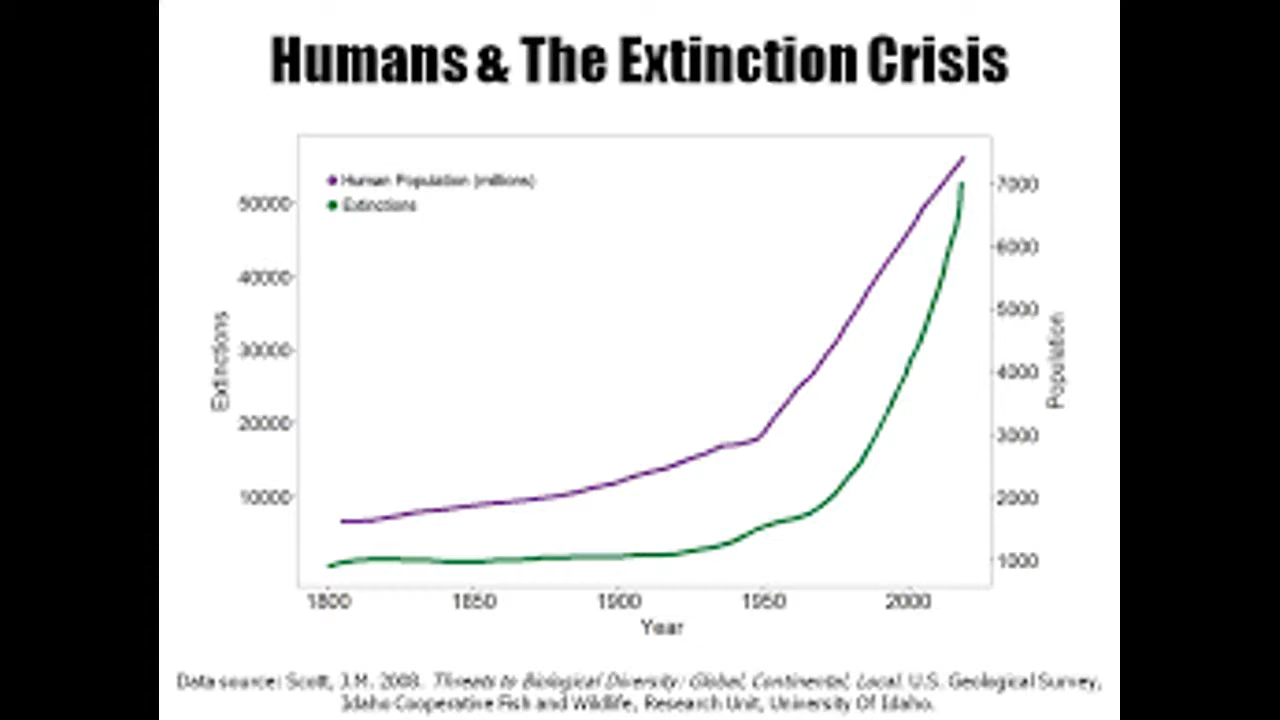 Humans & The Extinction Crisis
Human Population (millions)
Extinctions
50000
40000
30000
20000
10000
Extinctions
7000
6000
5000
4000
3000
2000
1000
Population
1800 1850 1900 1950 2000
Year
Data source: Scott, J.M. 2008. Threats to Biological Diversity: Global, Continental, Local. U.S. Geological Survey,
Idaho Cooperative Fish and Wildlife, Research Unit, University Of Idaho.